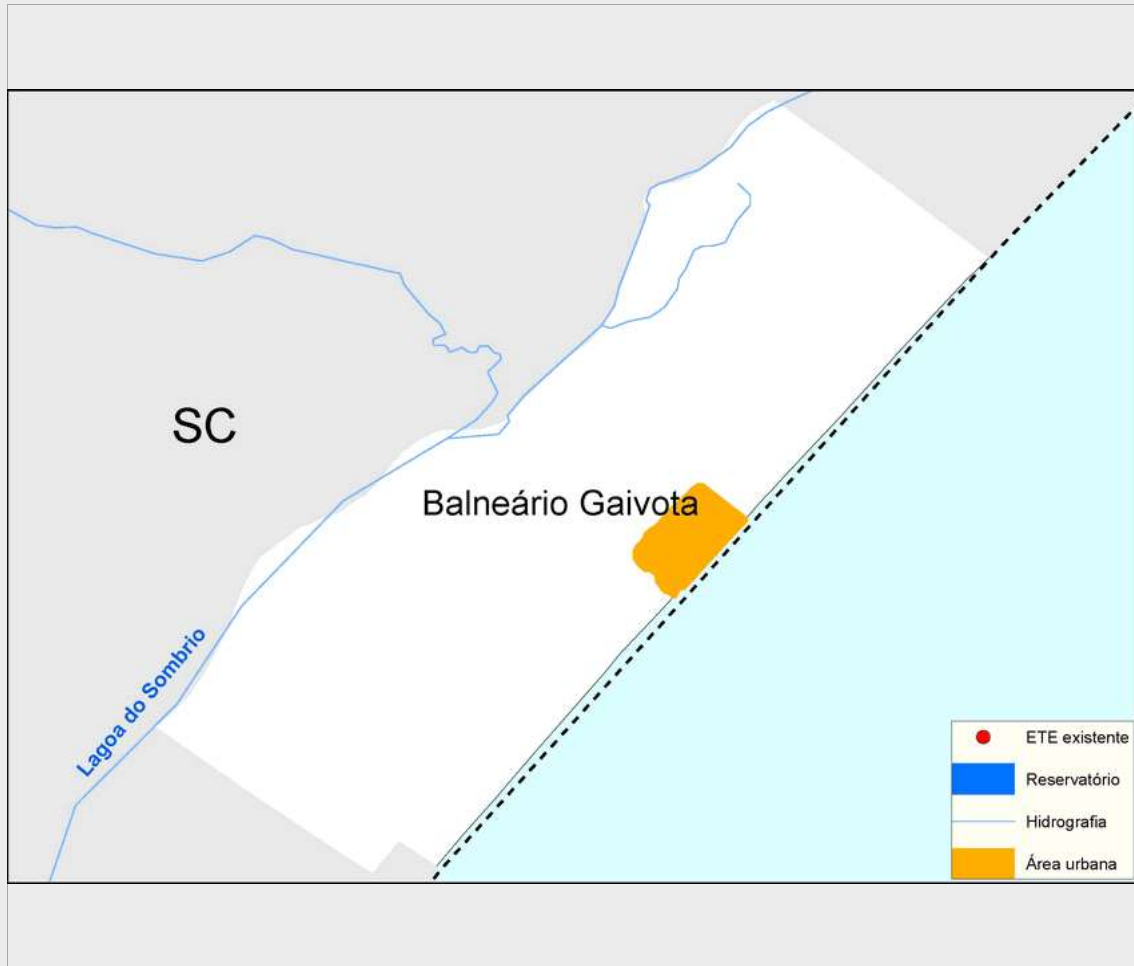 SC
Balneário Gaivota
Lagoa do Sombrio
ETE existente
Reservatório
Hidrografia
Área urbana